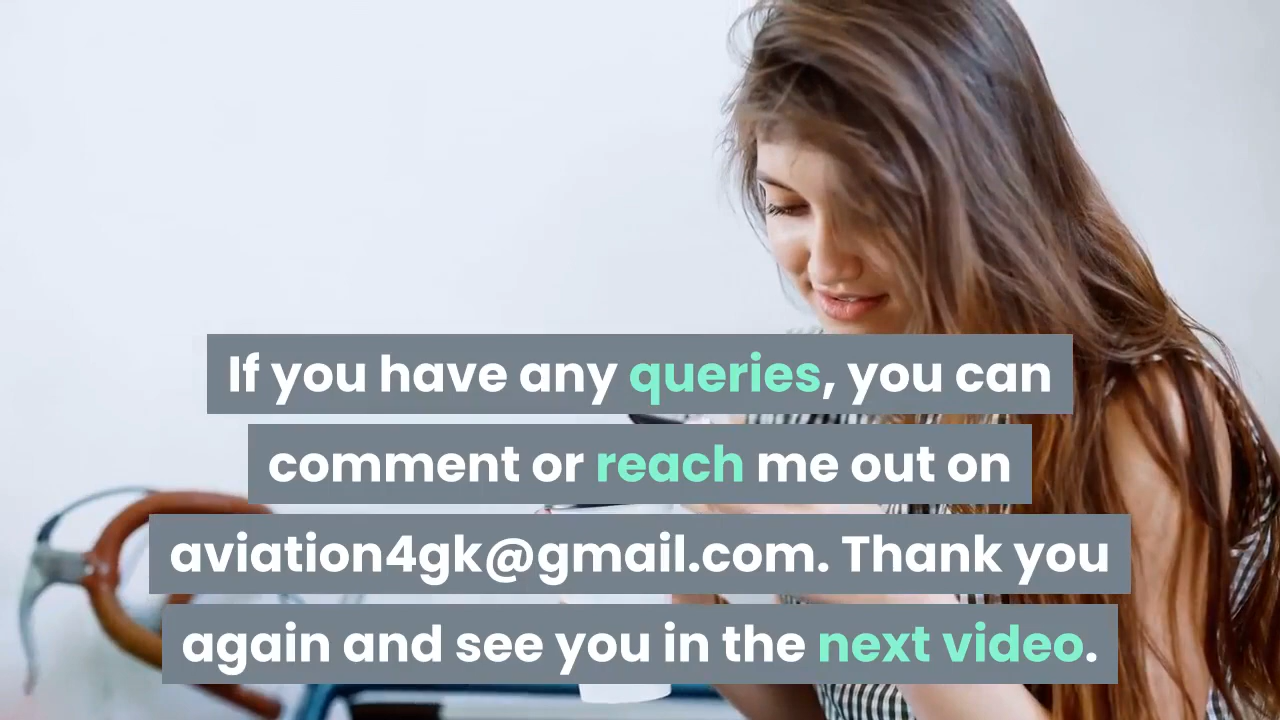 If you have any queries, you can
comment or reach me out on
aviation4gk@gmail.com. Thank you
again and see you in the next video.